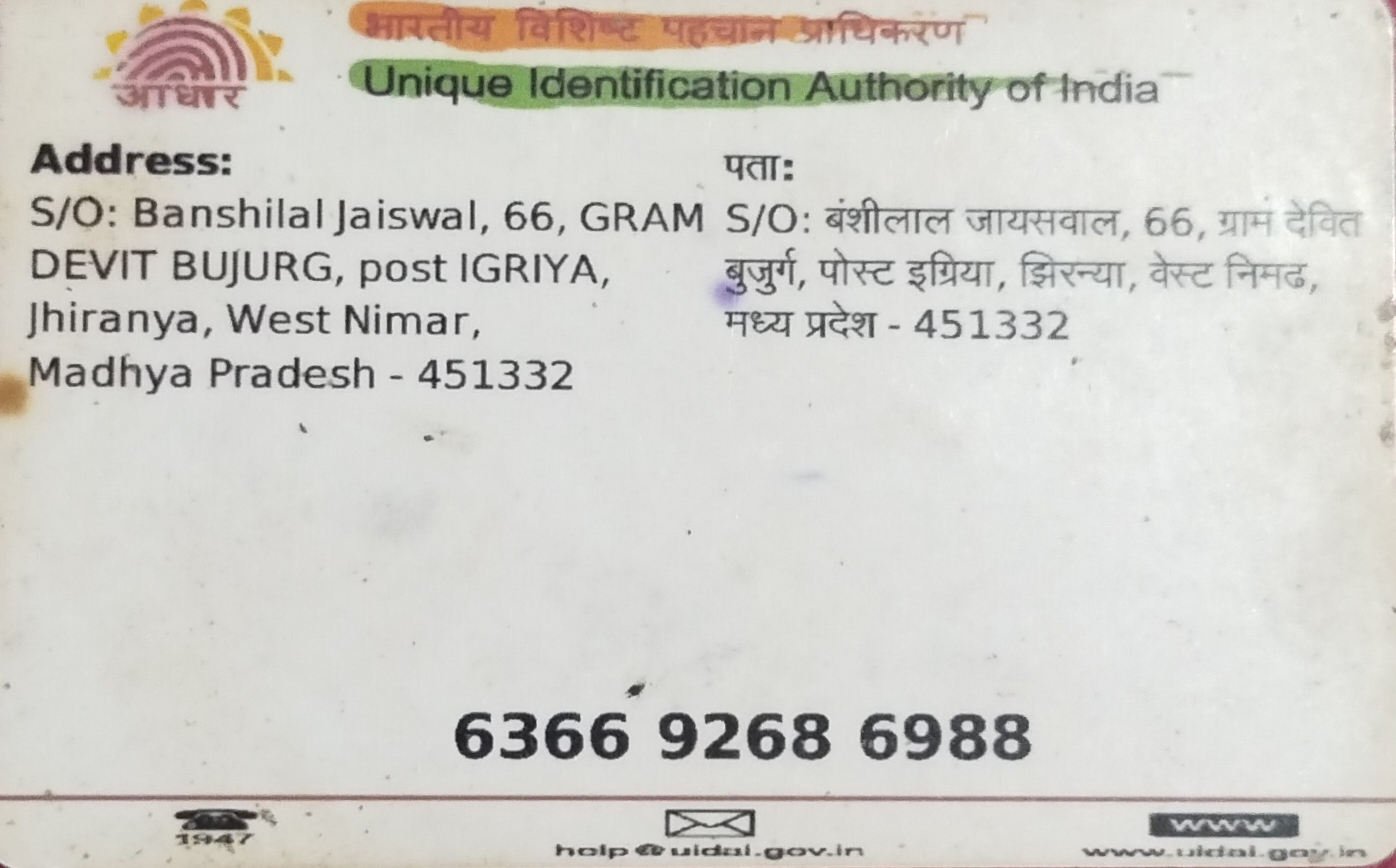 आधार
भारतीय विशिष्ट पहचान प्राधिकरण
Unique Identification Authority of India
Address:
S/O: Banshilal Jaiswal, 66, GRAM
DEVIT BUJURG, post IGRIYA,
Jhiranya, West Nimar,
Madhya Pradesh - 451332
पता:
S/O: बंशीलाल जायसवाल, 66, ग्राम देवित
बुजुर्ग, पोस्ट इग्रिया, झिरन्या, वेस्ट निमढ,
मध्य प्रदेश - 451332
6366 9268 6988
1947
help@uidai.gov.in
www
www.uidai.gov.in